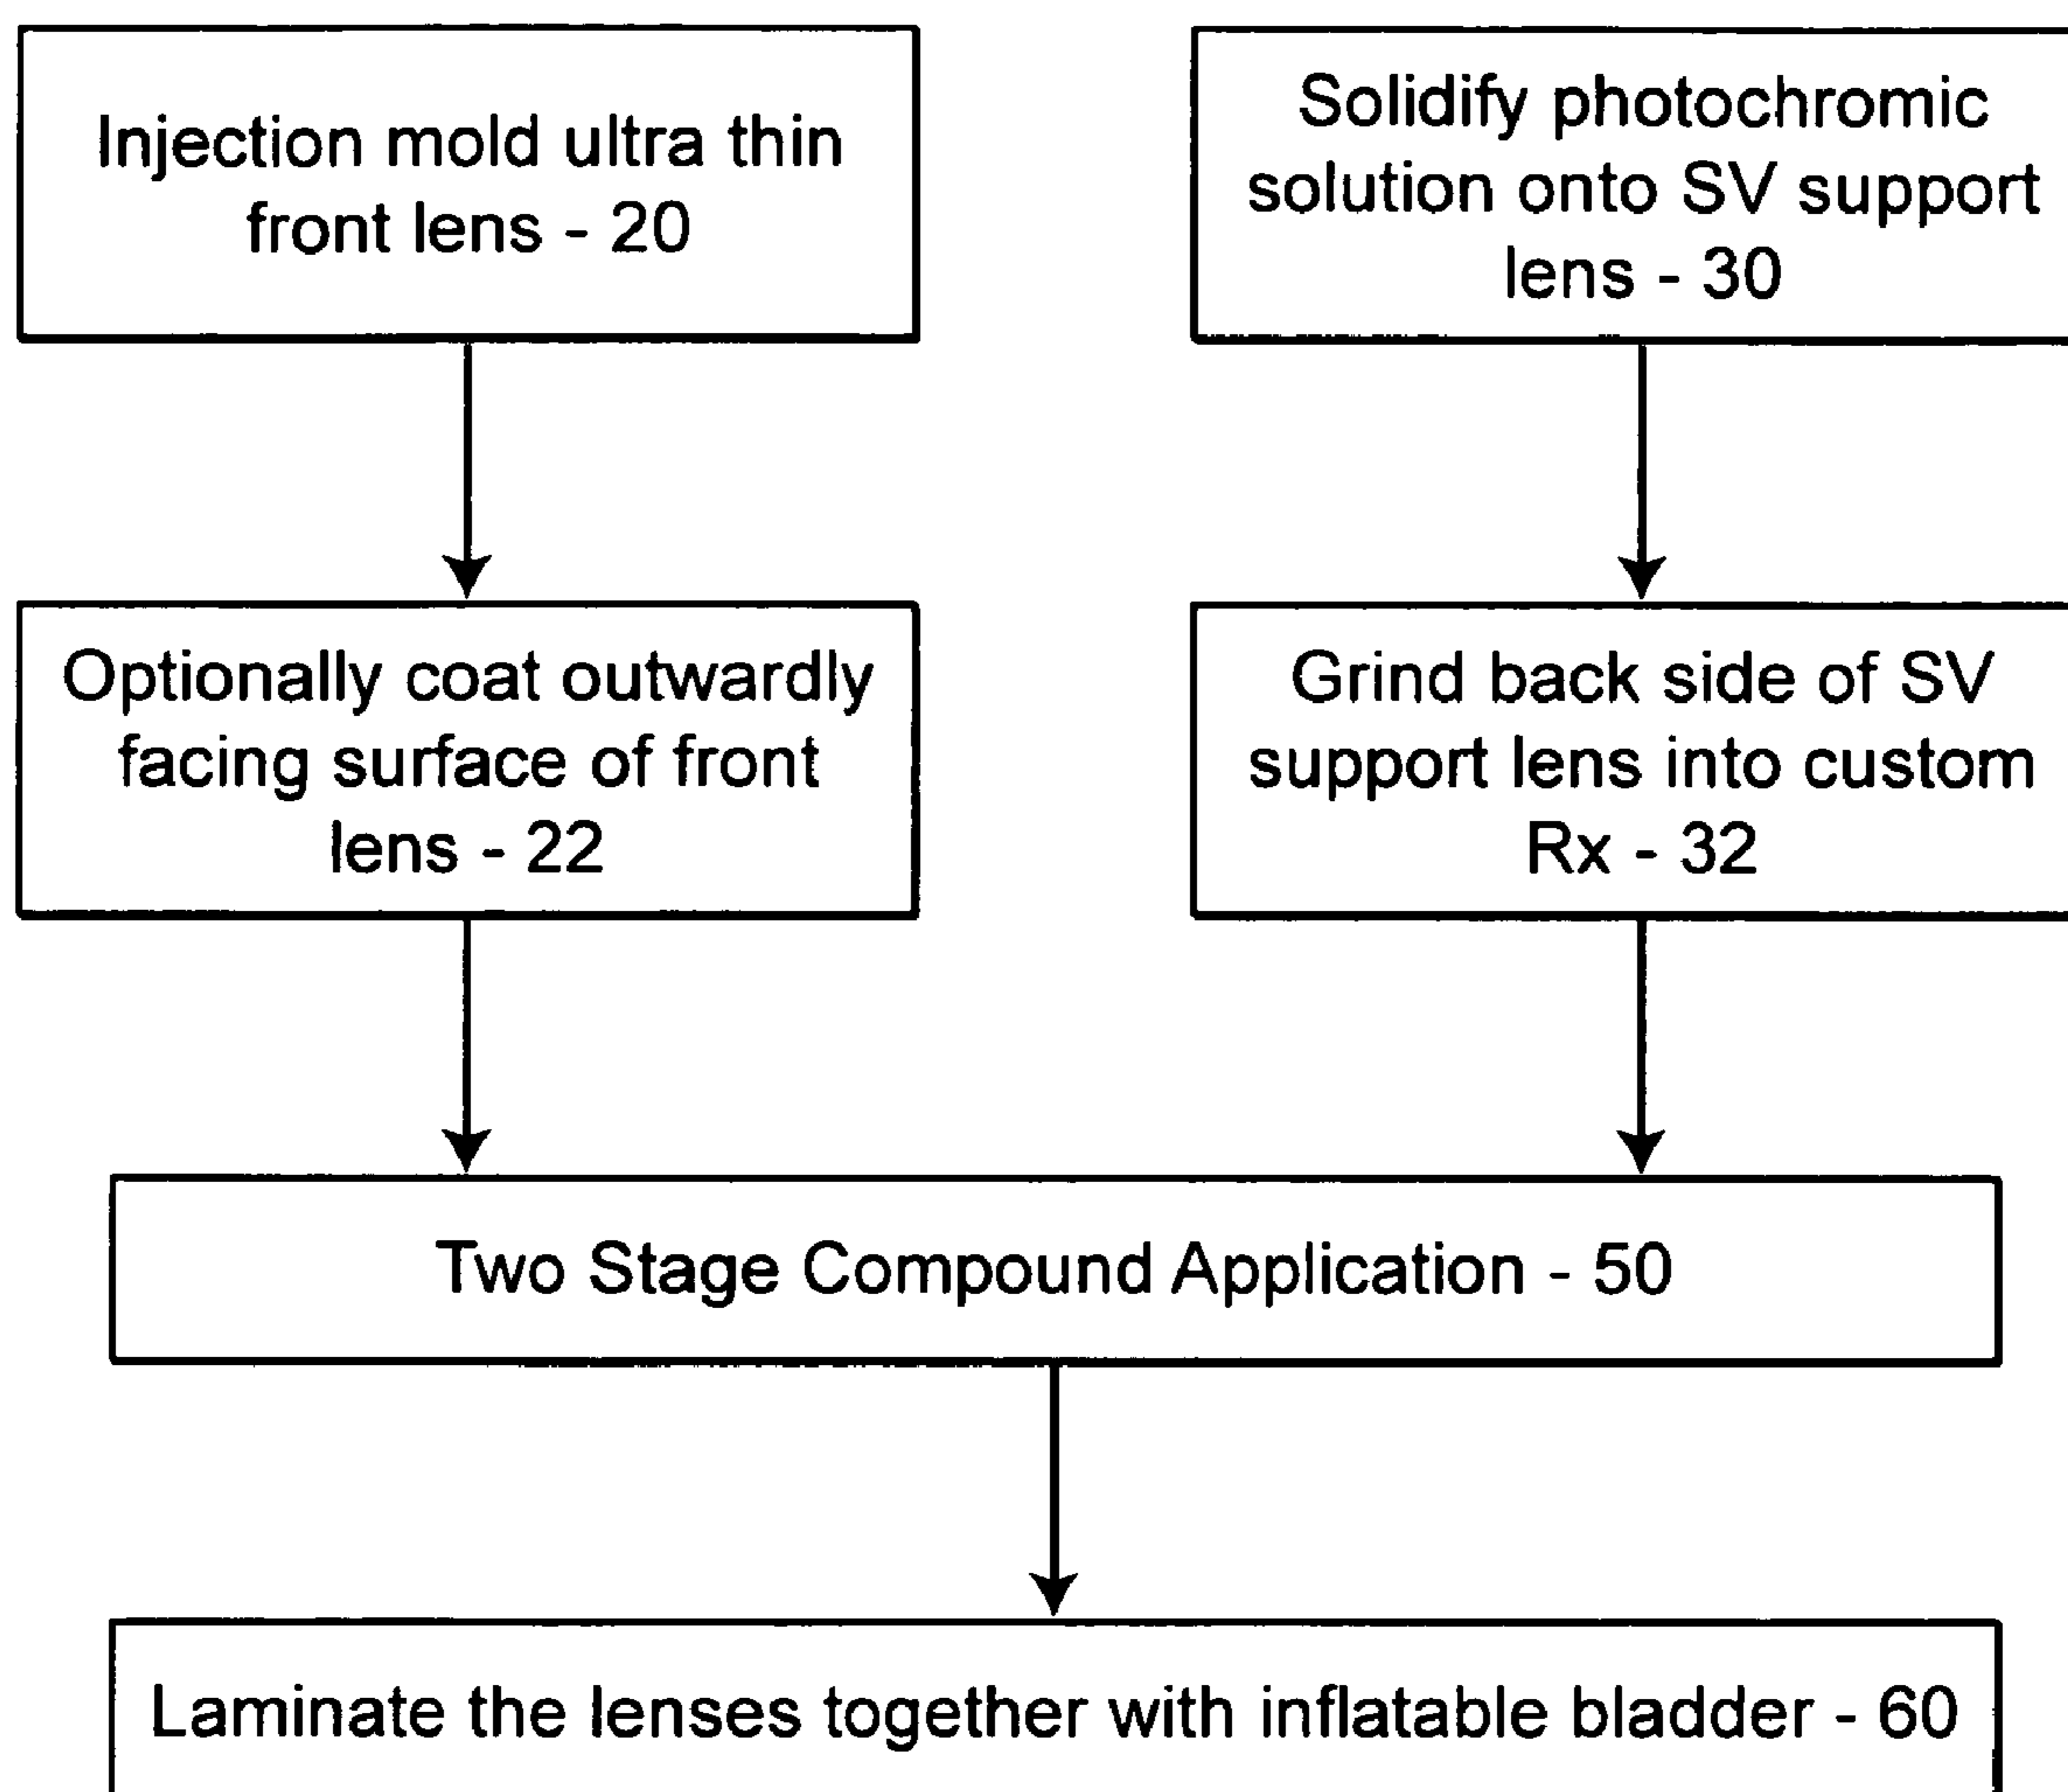 Injection mold ultra thin
front lens - 20
Solidify photochromic
solution onto SV support
lens - 30
Optionally coat outwardly
facing surface of front
lens - 22
Grind back side of SV
support lens into custom
Rx - 32
Two Stage Compound Application - 50
Laminate the lenses together with inflatable bladder - 60